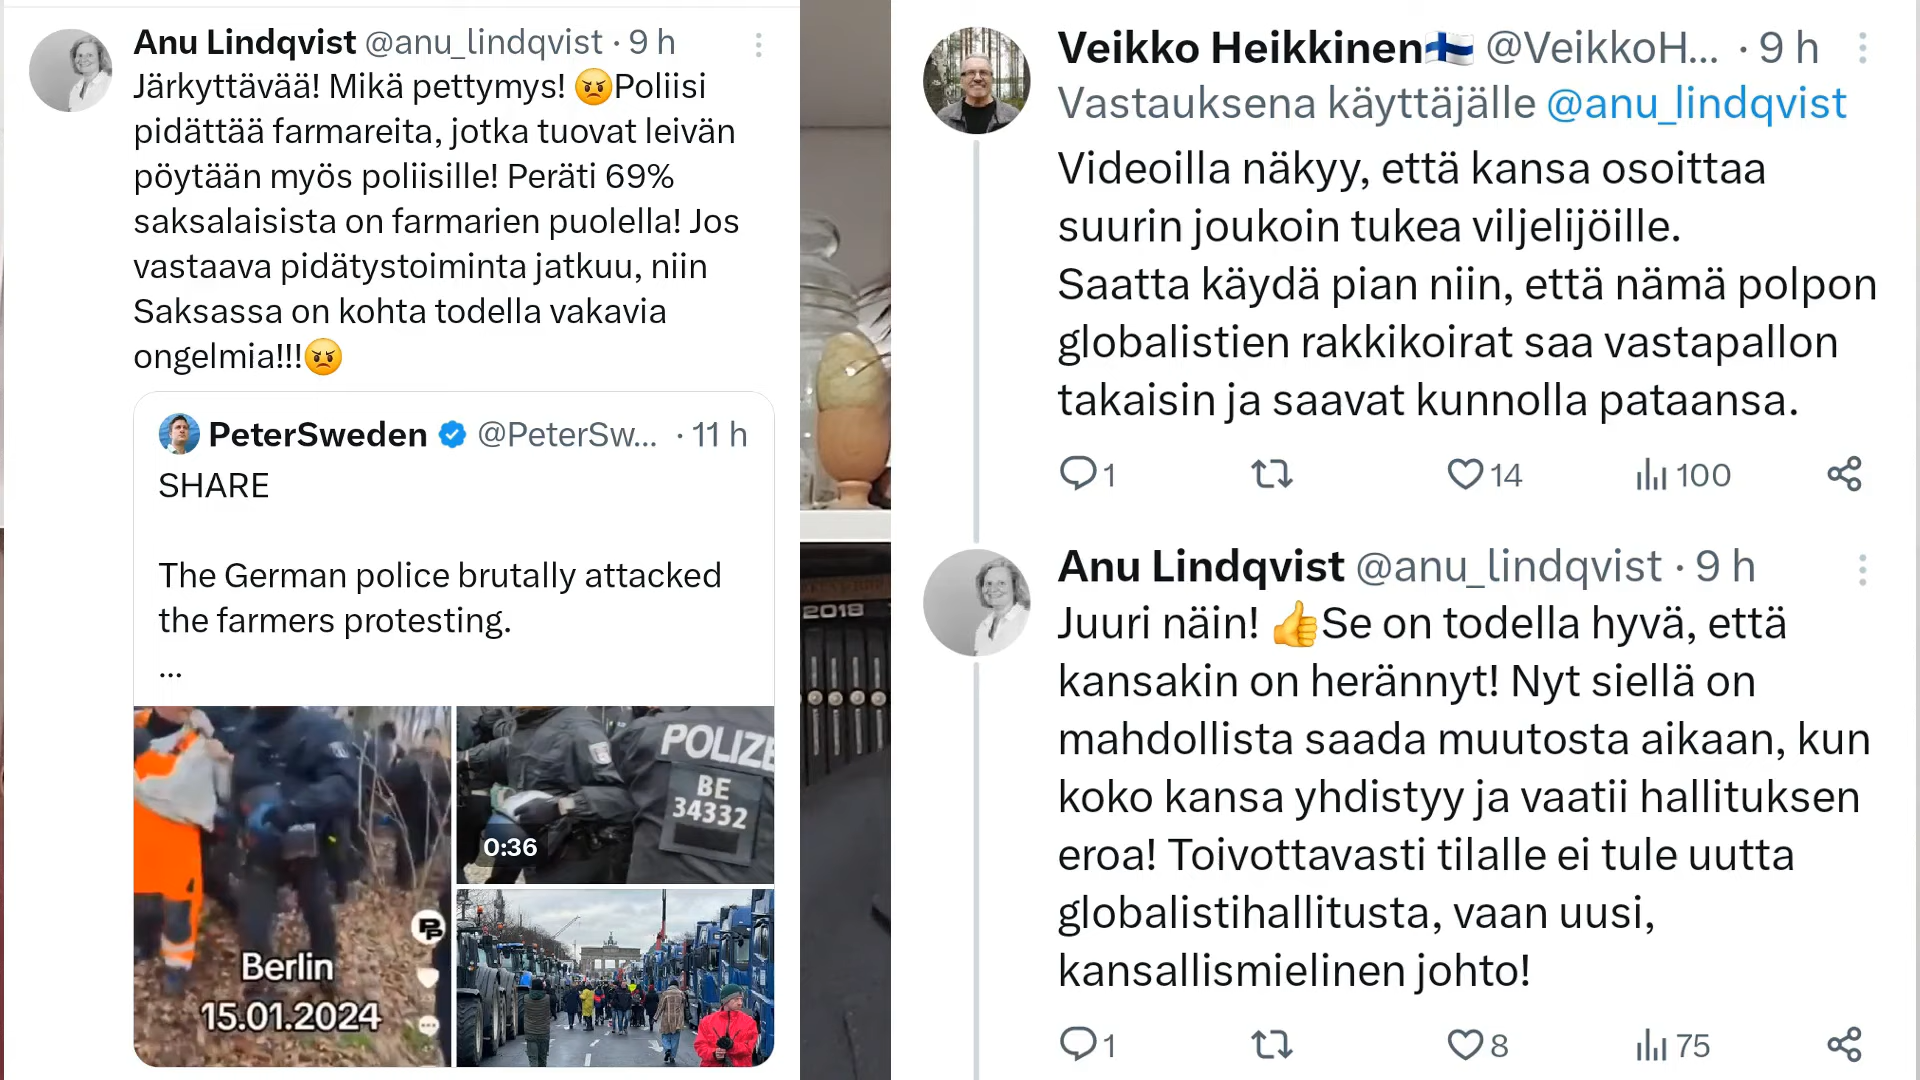 Anu Lindqvist @anu_lindqvist · 9 h
Järkyttävää! Mikä pettymys! 😠Poliisi
pidättää farmareita, jotka tuovat leivän
pöytään myös poliisille! Peräti 69%
saksalaisista on farmarien puolella! Jos
vastaava pidätystoiminta jatkuu, niin
Saksassa on kohta todella vakavia
ongelmia!!!😠
PeterSweden @PeterSw... · 11 h
SHARE
The German police brutally attacked
the farmers protesting.
...
POLIZE
BE
34332
0:36
Berlin
15.01.2024
2018
Veikko Heikkinen🇫🇮 @VeikkoH... · 9 h
Vastauksena käyttäjälle @anu_lindqvist
Videoilla näkyy, että kansa osoittaa
suurin joukoin tukea viljelijöille.
Saatta käydä pian niin, että nämä polpon
globalistien rakkikoirat saa vastapallon
takaisin ja saavat kunnolla pataansa.
1 14 100
Anu Lindqvist @anu_lindqvist · 9 h
Juuri näin! 👍Se on todella hyvä, että
kansakin on herännyt! Nyt siellä on
mahdollista saada muutosta aikaan, kun
koko kansa yhdistyy ja vaatii hallituksen
eroa! Toivottavasti tilalle ei tule uutta
globalistihallitusta, vaan uusi,
kansallismielinen johto!
1 8 75